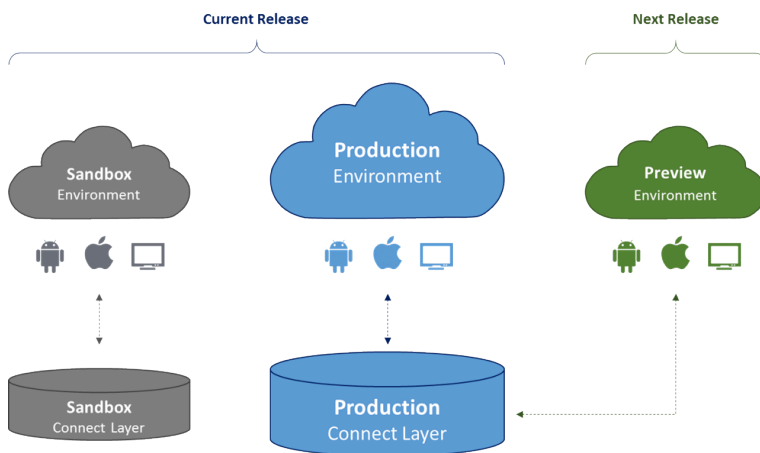 Current Release
Next Release
Sandbox
Environment
Production
Environment
Preview
Environment
Sandbox
Connect Layer
Production
Connect Layer